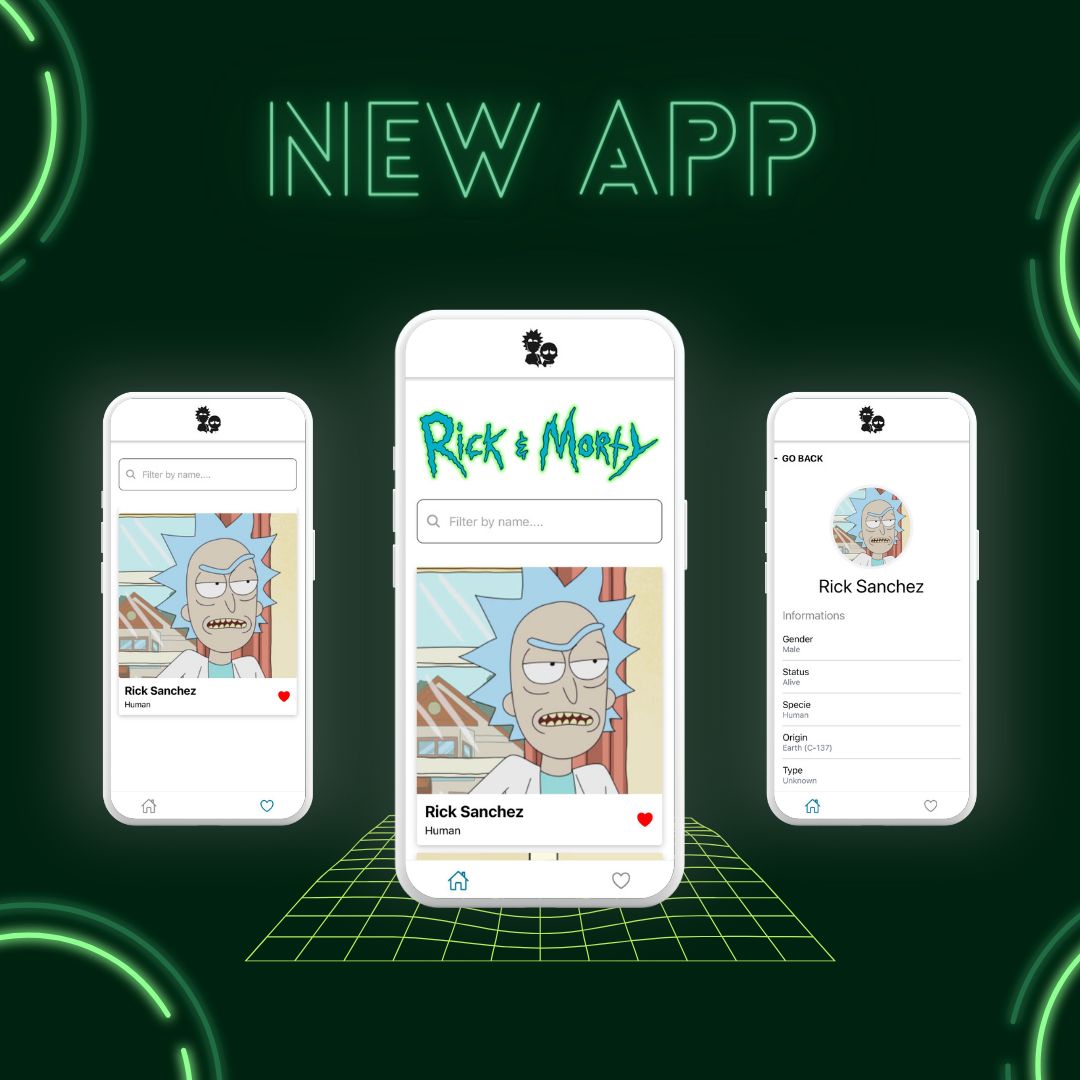 NEW APP
Filter by name....
Rick Sanchez
Human
Rick & Morty
Filter by name....
Rick Sanchez
Human
GO BACK
Rick Sanchez
Informations
Gender
Male
Status
Alive
Specie
Human
Origin
Earth (C-137)
Type
Unknown